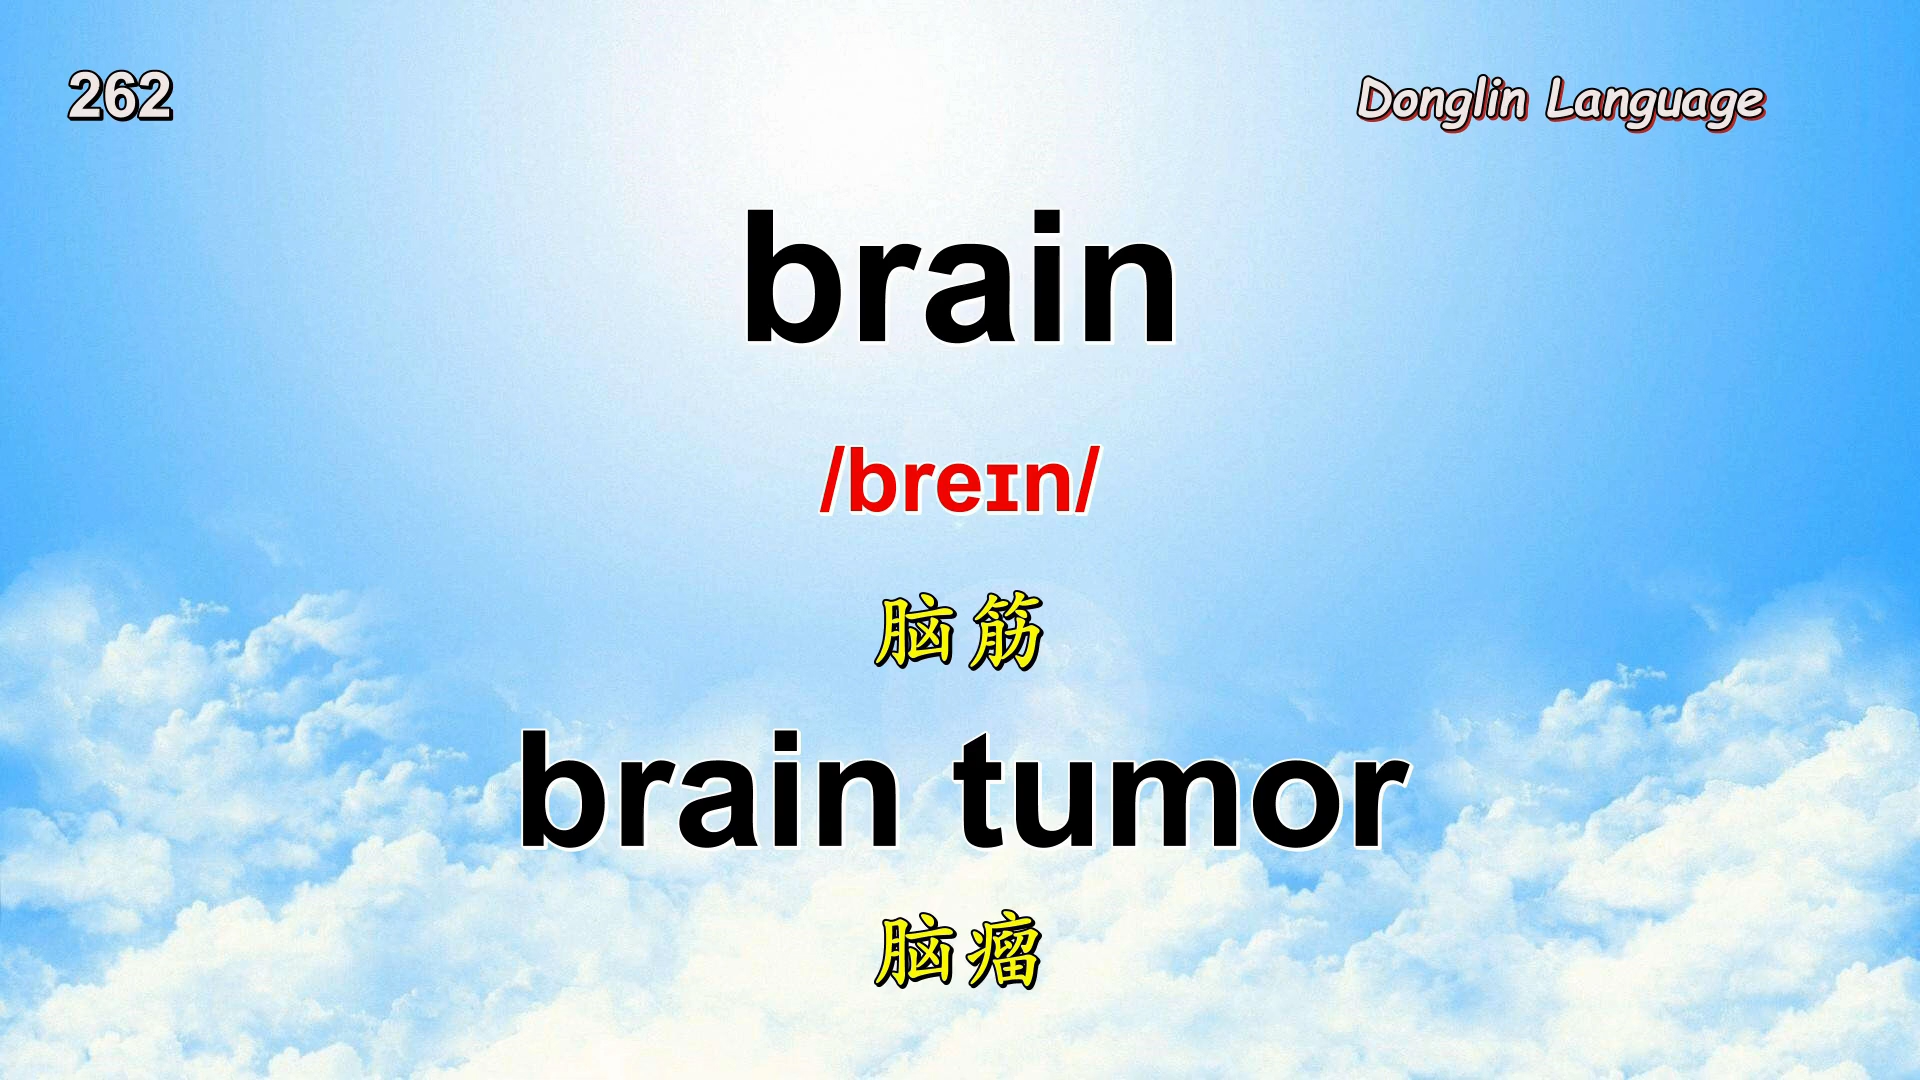 262
Donglin Language
brain
/breɪn/
脑筋
brain tumor
脑瘤